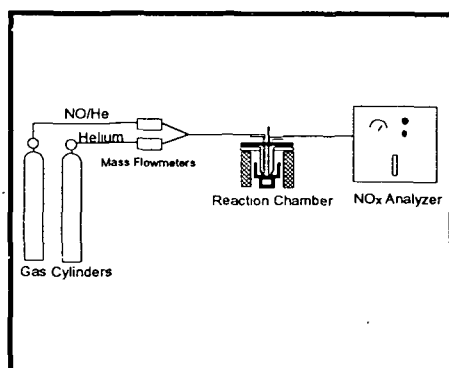 NO/He
Helium
Mass Flowmeters
Reaction Chamber
NOx Analyzer
Gas Cylinders